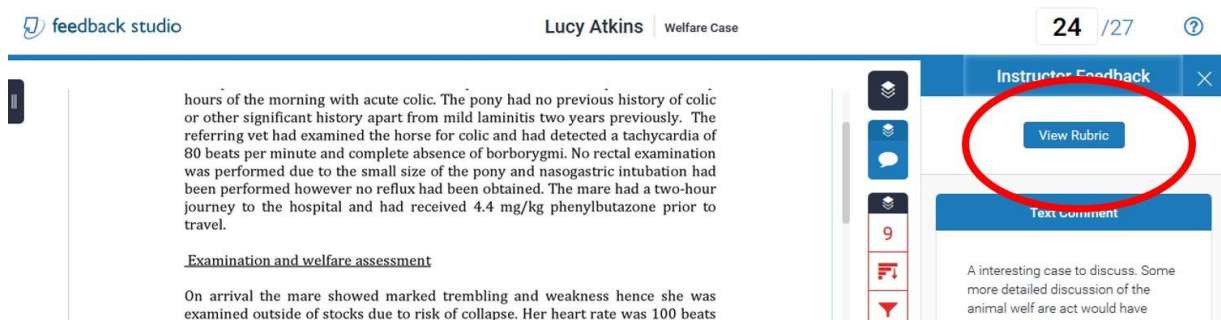 feedback studio
Lucy Atkins Welfare Case
24 /27
?
hours of the morning with acute colic. The pony had no previous history of colic
or other significant history apart from mild laminitis two years previously. The
referring vet had examined the horse for colic and had detected a tachycardia of
80 beats per minute and complete absence of borborygmi. No rectal examination
was performed due to the small size of the pony and nasogastric intubation had
been performed however no reflux had been obtained. The mare had a two-hour
journey to the hospital and had received 4.4 mg/kg phenylbutazone prior to
travel.
Examination and welfare assessment
On arrival the mare showed marked trembling and weakness hence she was
examined outside of stocks due to risk of collapse. Her heart rate was 100 beats
9
Instructor Feedback
View Rubric
Text Comment
A interesting case to discuss. Some
more detailed discussion of the
animal welf are act would have